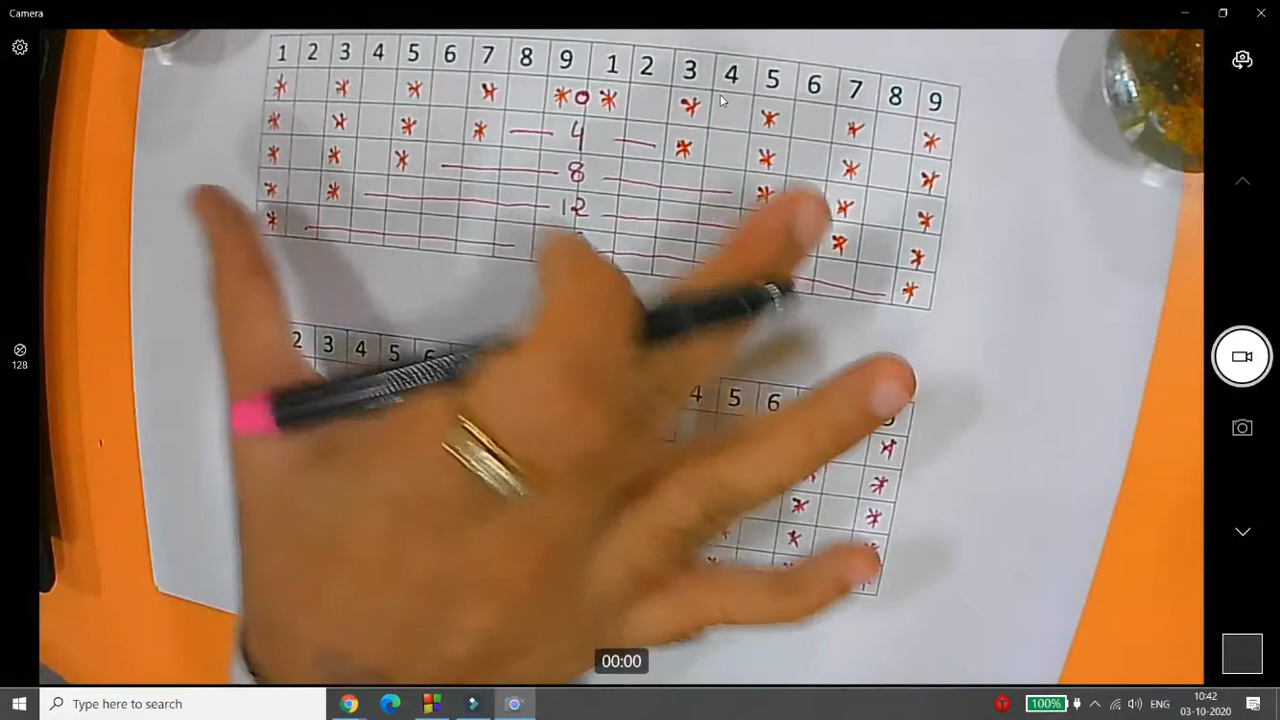 Camera
1 2 3 4 5 6 7 8 9 1 2 3 4 5 6 7 8 9
* * * * * 0 * * * * *
* * * * — 4 — * * * *
* * * — 8 — * * *
* * — 12 — * *
* — — *
2 3 4 5 6 4 5 6
128
00:00
Type here to search
100%
ENG
10:42
03-10-2020